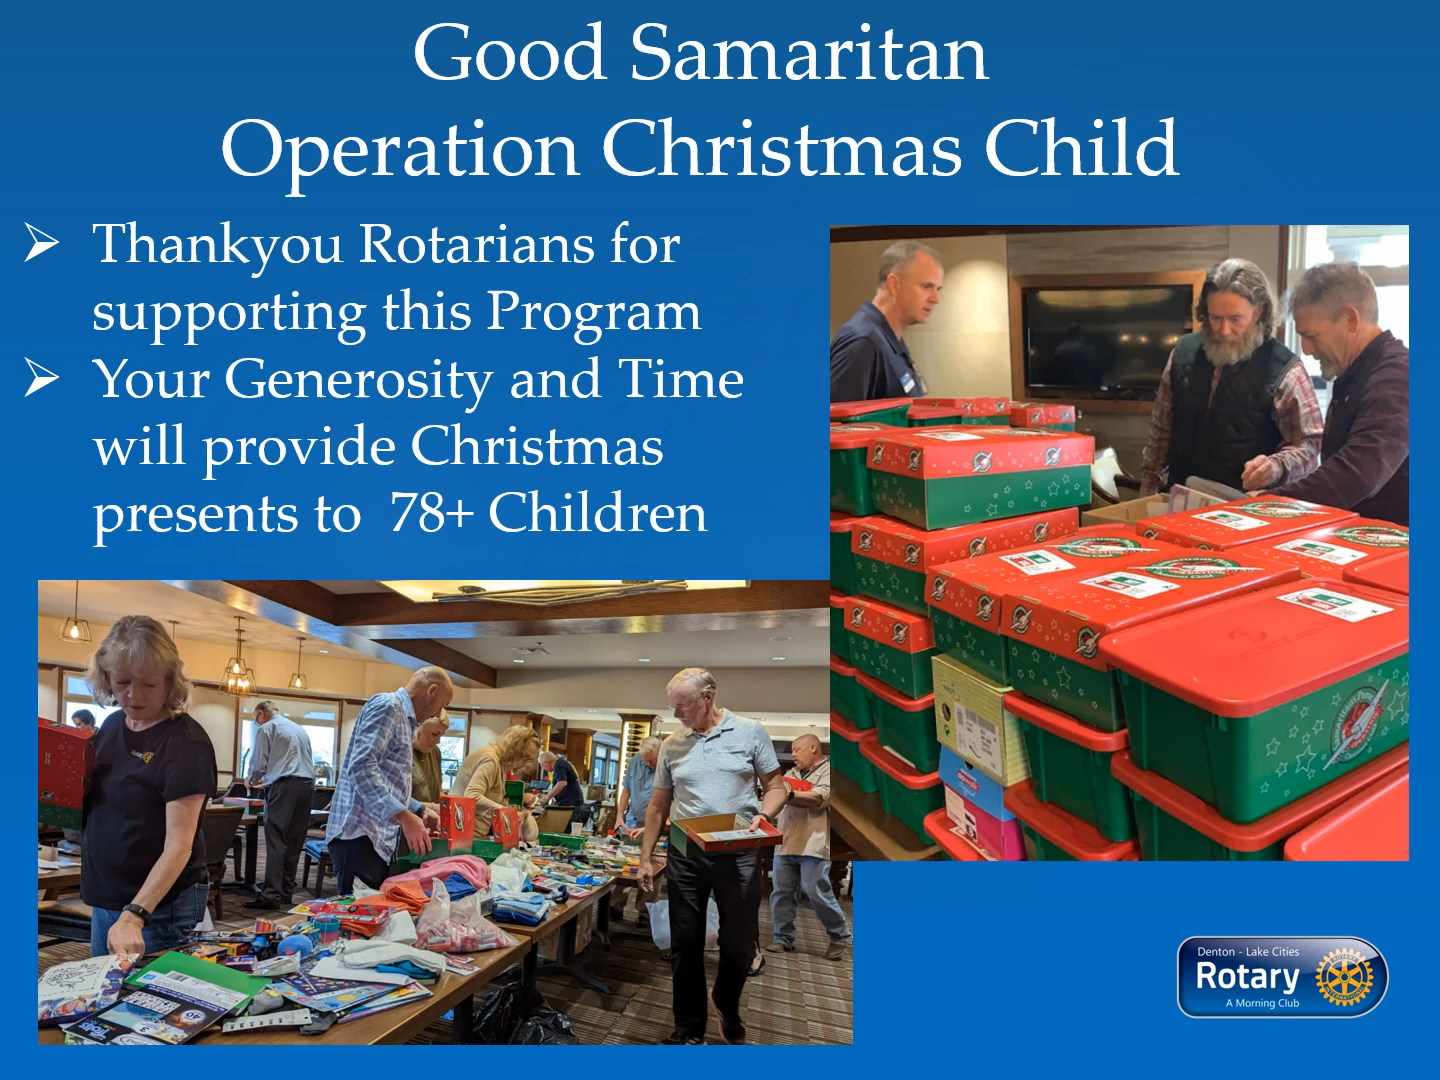 Good Samaritan
Operation Christmas Child
➢ Thankyou Rotarians for
supporting this Program
➢ Your Generosity and Time
will provide Christmas
presents to 78+ Children
Denton - Lake Cities
Rotary
A Morning Club